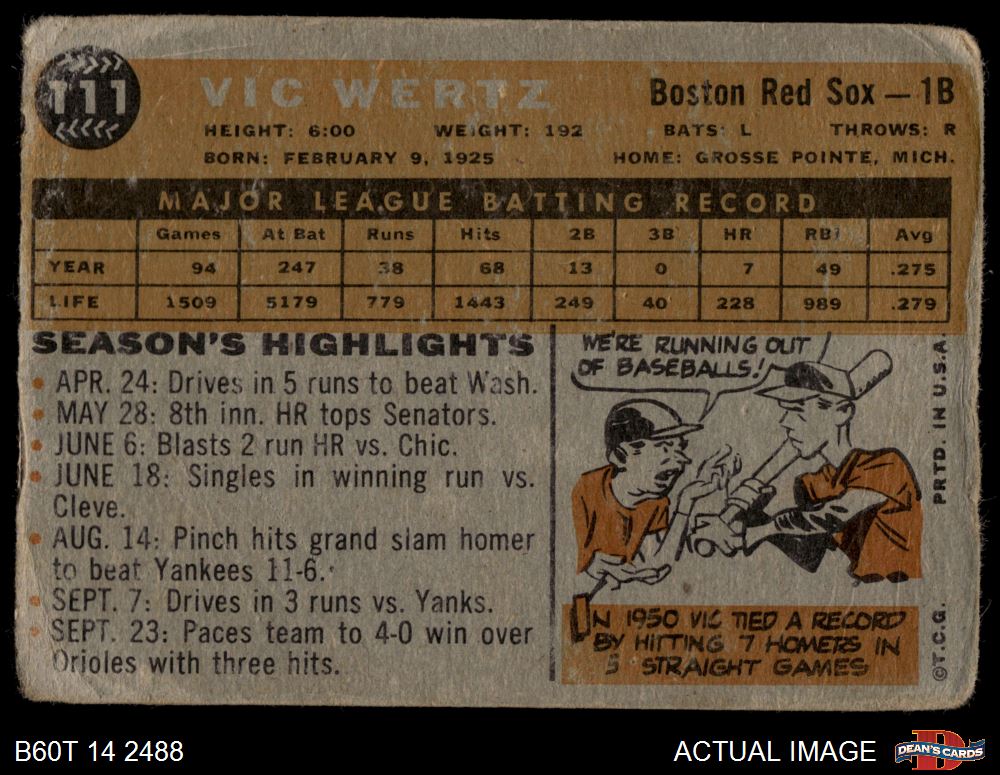 111
VIC WERTZ Boston Red Sox — 1B
HEIGHT: 6:00 WEIGHT: 192 BATS: L THROWS: R
BORN: FEBRUARY 9, 1925 HOME: GROSSE POINTE, MICH.
MAJOR LEAGUE BATTING RECORD
Games At Bat Runs Hits 2B 3B HR RBI Avg
YEAR 94 247 38 68 13 0 7 49 .275
LIFE 1509 5179 779 1443 249 40 228 989 .279
SEASON'S HIGHLIGHTS
• APR. 24: Drives in 5 runs to beat Wash.
• MAY 28: 8th inn. HR tops Senators.
• JUNE 6: Blasts 2 run HR vs. Chic.
• JUNE 18: Singles in winning run vs.
Cleve.
• AUG. 14: Pinch hits grand slam homer
to beat Yankees 11-6.
• SEPT. 7: Drives in 3 runs vs. Yanks.
• SEPT. 23: Paces team to 4-0 win over
Orioles with three hits.
WE'RE RUNNING OUT
OF BASEBALLS!
IN 1950 VIC TIED A RECORD
BY HITTING 7 HOMERS IN
5 STRAIGHT GAMES
©T.C.G. PRTD. IN U.S.A.
B60T 14 2488 ACTUAL IMAGE DEAN'S CARDS